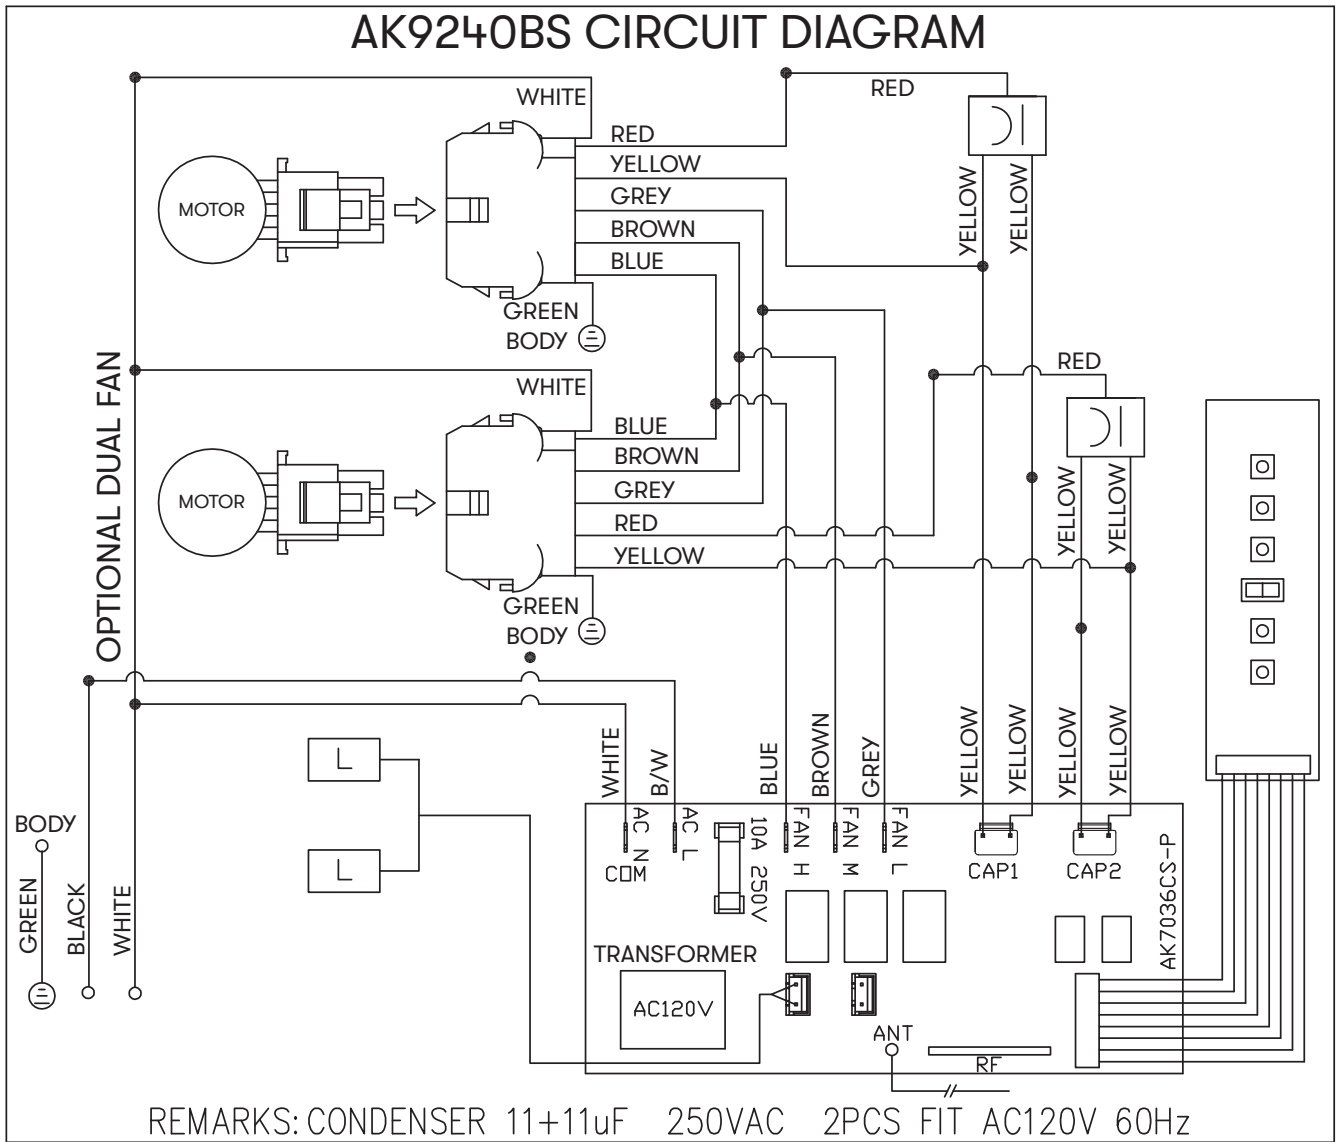 AK9240BS CIRCUIT DIAGRAM
WHITE
RED
RED
YELLOW
GREY
BROWN
BLUE
MOTOR
GREEN
BODY
YELLOW
YELLOW
OPTIONAL DUAL FAN
WHITE
RED
BLUE
BROWN
GREY
RED
YELLOW
MOTOR
GREEN
BODY
YELLOW
YELLOW
WHITE
B/W
BLUE
BROWN
GREY
YELLOW
YELLOW
YELLOW
YELLOW
L
L
BODY
GREEN
BLACK
WHITE
AC N
COM
AC L
10A 250V
FAN H
FAN M
FAN L
CAP1
CAP2
AK7036CS-P
TRANSFORMER
AC120V
ANT
RF
REMARKS: CONDENSER 11+11uF 250VAC 2PCS FIT AC120V 60Hz